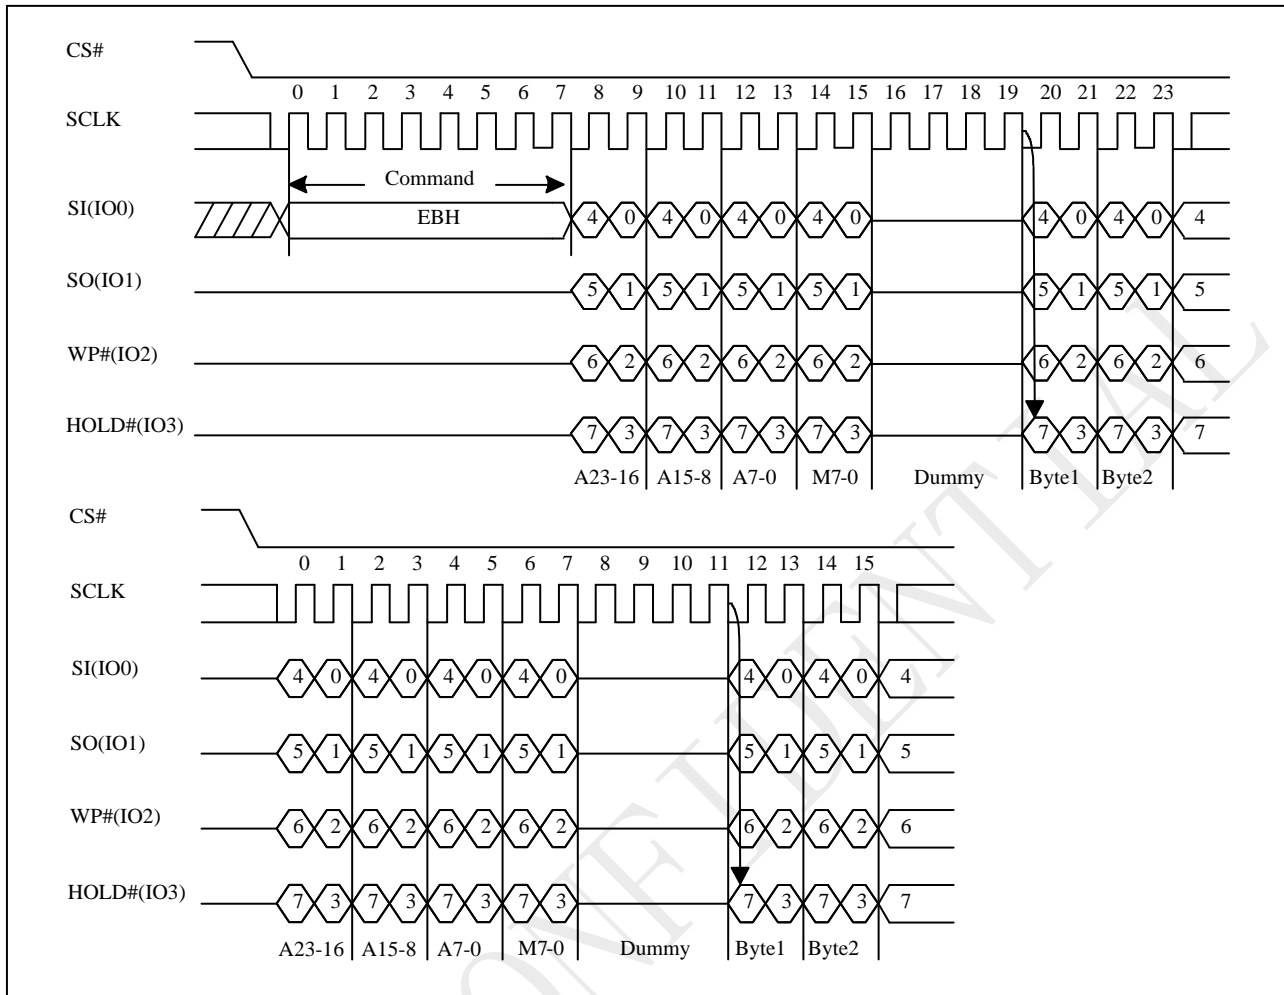 CS#
0 1 2 3 4 5 6 7 8 9 10 11 12 13 14 15 16 17 18 19 20 21 22 23
SCLK
Command
SI(IO0) EBH 4 0 4 0 4 0 4 0 4 0 4 0 4
SO(IO1) 5 1 5 1 5 1 5 1 5 1 5 1 5
WP#(IO2) 6 2 6 2 6 2 6 2 6 2 6 2 6
HOLD#(IO3) 7 3 7 3 7 3 7 3 7 3 7 3 7
A23-16 A15-8 A7-0 M7-0 Dummy Byte1 Byte2
CS#
0 1 2 3 4 5 6 7 8 9 10 11 12 13 14 15
SCLK
SI(IO0) 4 0 4 0 4 0 4 0 4 0 4 0 4
SO(IO1) 5 1 5 1 5 1 5 1 5 1 5 1 5
WP#(IO2) 6 2 6 2 6 2 6 2 6 2 6 2 6
HOLD#(IO3) 7 3 7 3 7 3 7 3 7 3 7 3 7
A23-16 A15-8 A7-0 M7-0 Dummy Byte1 Byte2
ONFIDENTIAL